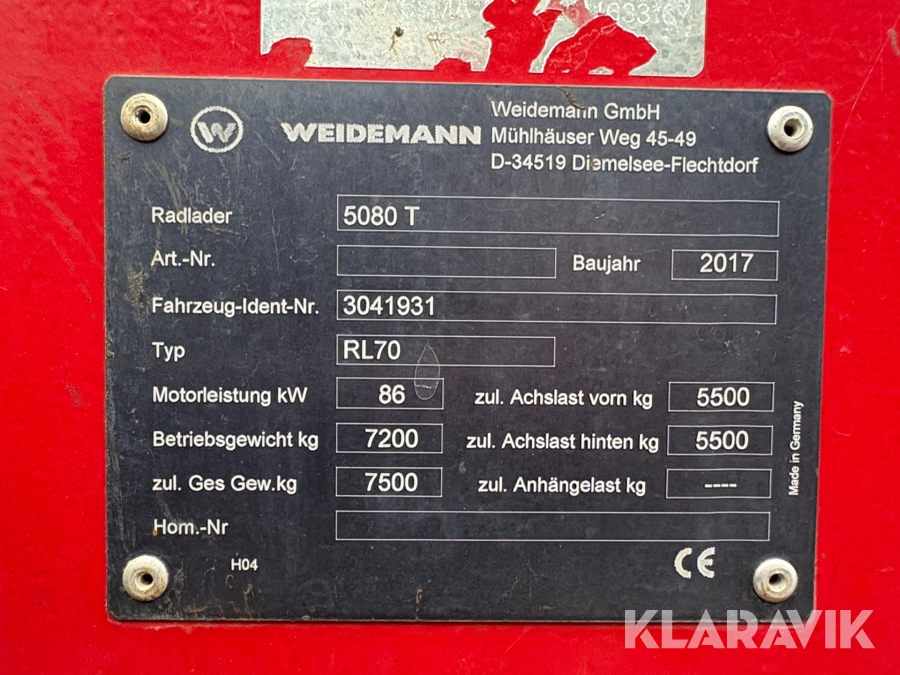 W WEIDEMANN
Weidemann GmbH
Mühlhäuser Weg 45-49
D-34519 Diemelsee-Flechtdorf
Radlader 5080 T
Art.-Nr. Baujahr 2017
Fahrzeug-Ident-Nr. 3041931
Typ RL70
Motorleistung kW 86 zul. Achslast vorn kg 5500
Betriebsgewicht kg 7200 zul. Achslast hinten kg 5500
zul. Ges Gew.kg 7500 zul. Anhängelast kg ----
Hom.-Nr
H04 CE
Made in Germany
KLARAVIK